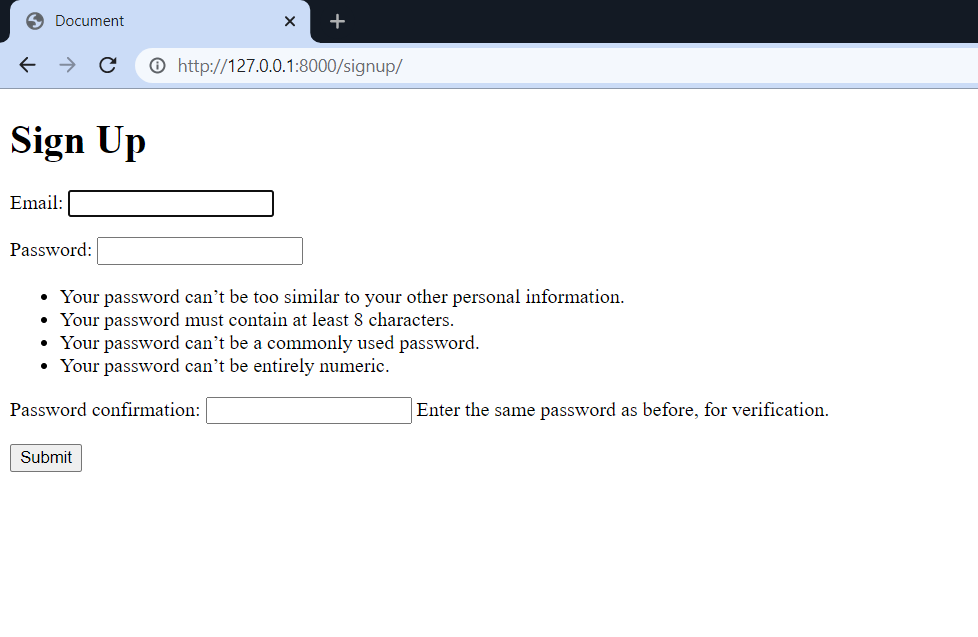 Document
http://127.0.0.1:8000/signup/
Sign Up
Email:
Password:
Your password can’t be too similar to your other personal information.
Your password must contain at least 8 characters.
Your password can’t be a commonly used password.
Your password can’t be entirely numeric.
Password confirmation: Enter the same password as before, for verification.
Submit